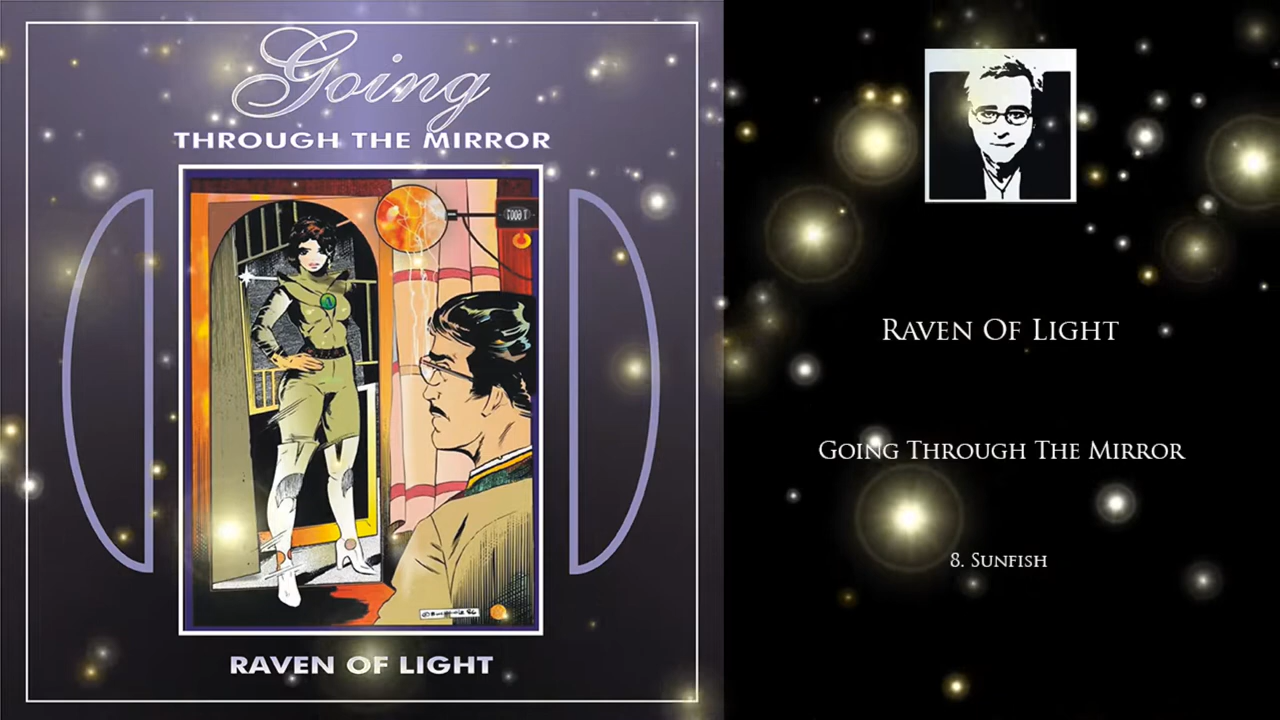 Going
THROUGH THE MIRROR
RAVEN OF LIGHT
Raven Of Light
Going Through The Mirror
8. Sunfish